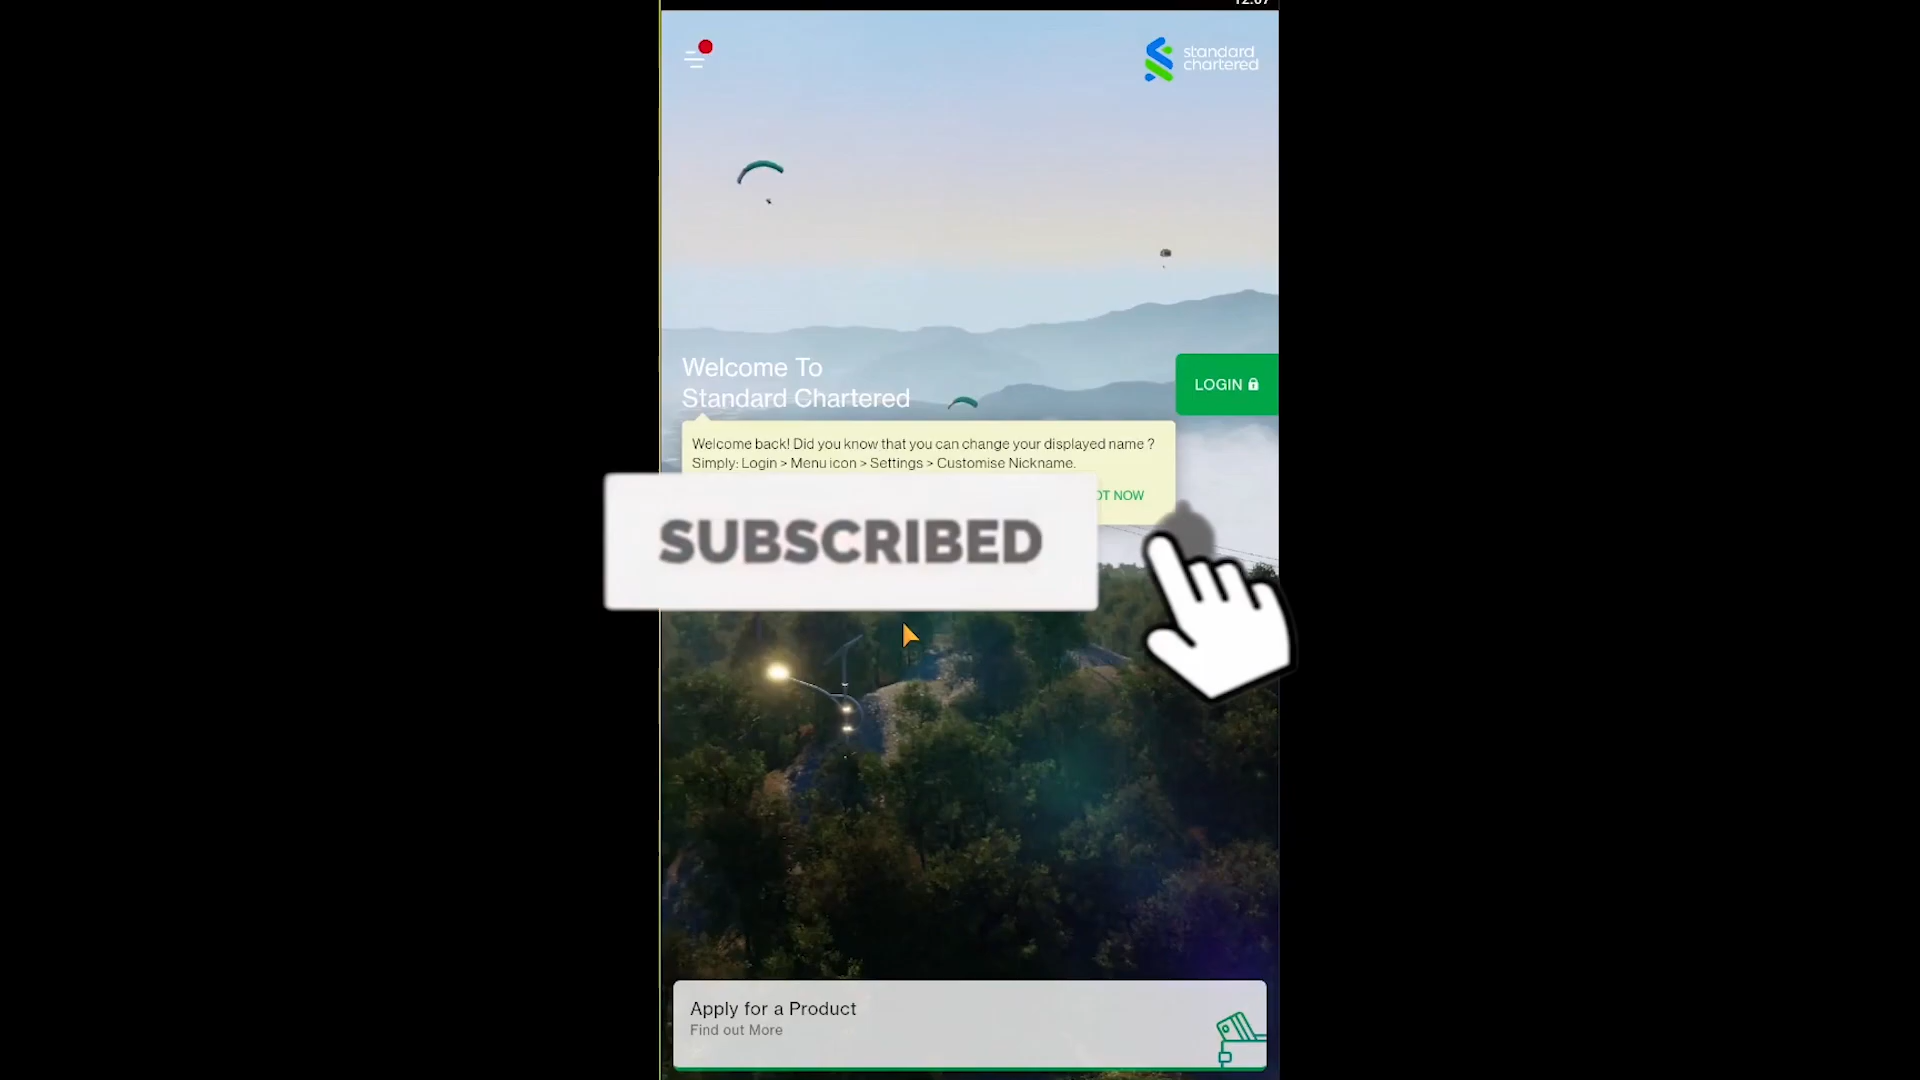 standard
chartered
Welcome To
Standard Chartered
LOGIN
Welcome back! Did you know that you can change your displayed name ?
Simply: Login > Menu icon > Settings > Customise Nickname.
NOW
SUBSCRIBED
Apply for a Product
Find out More